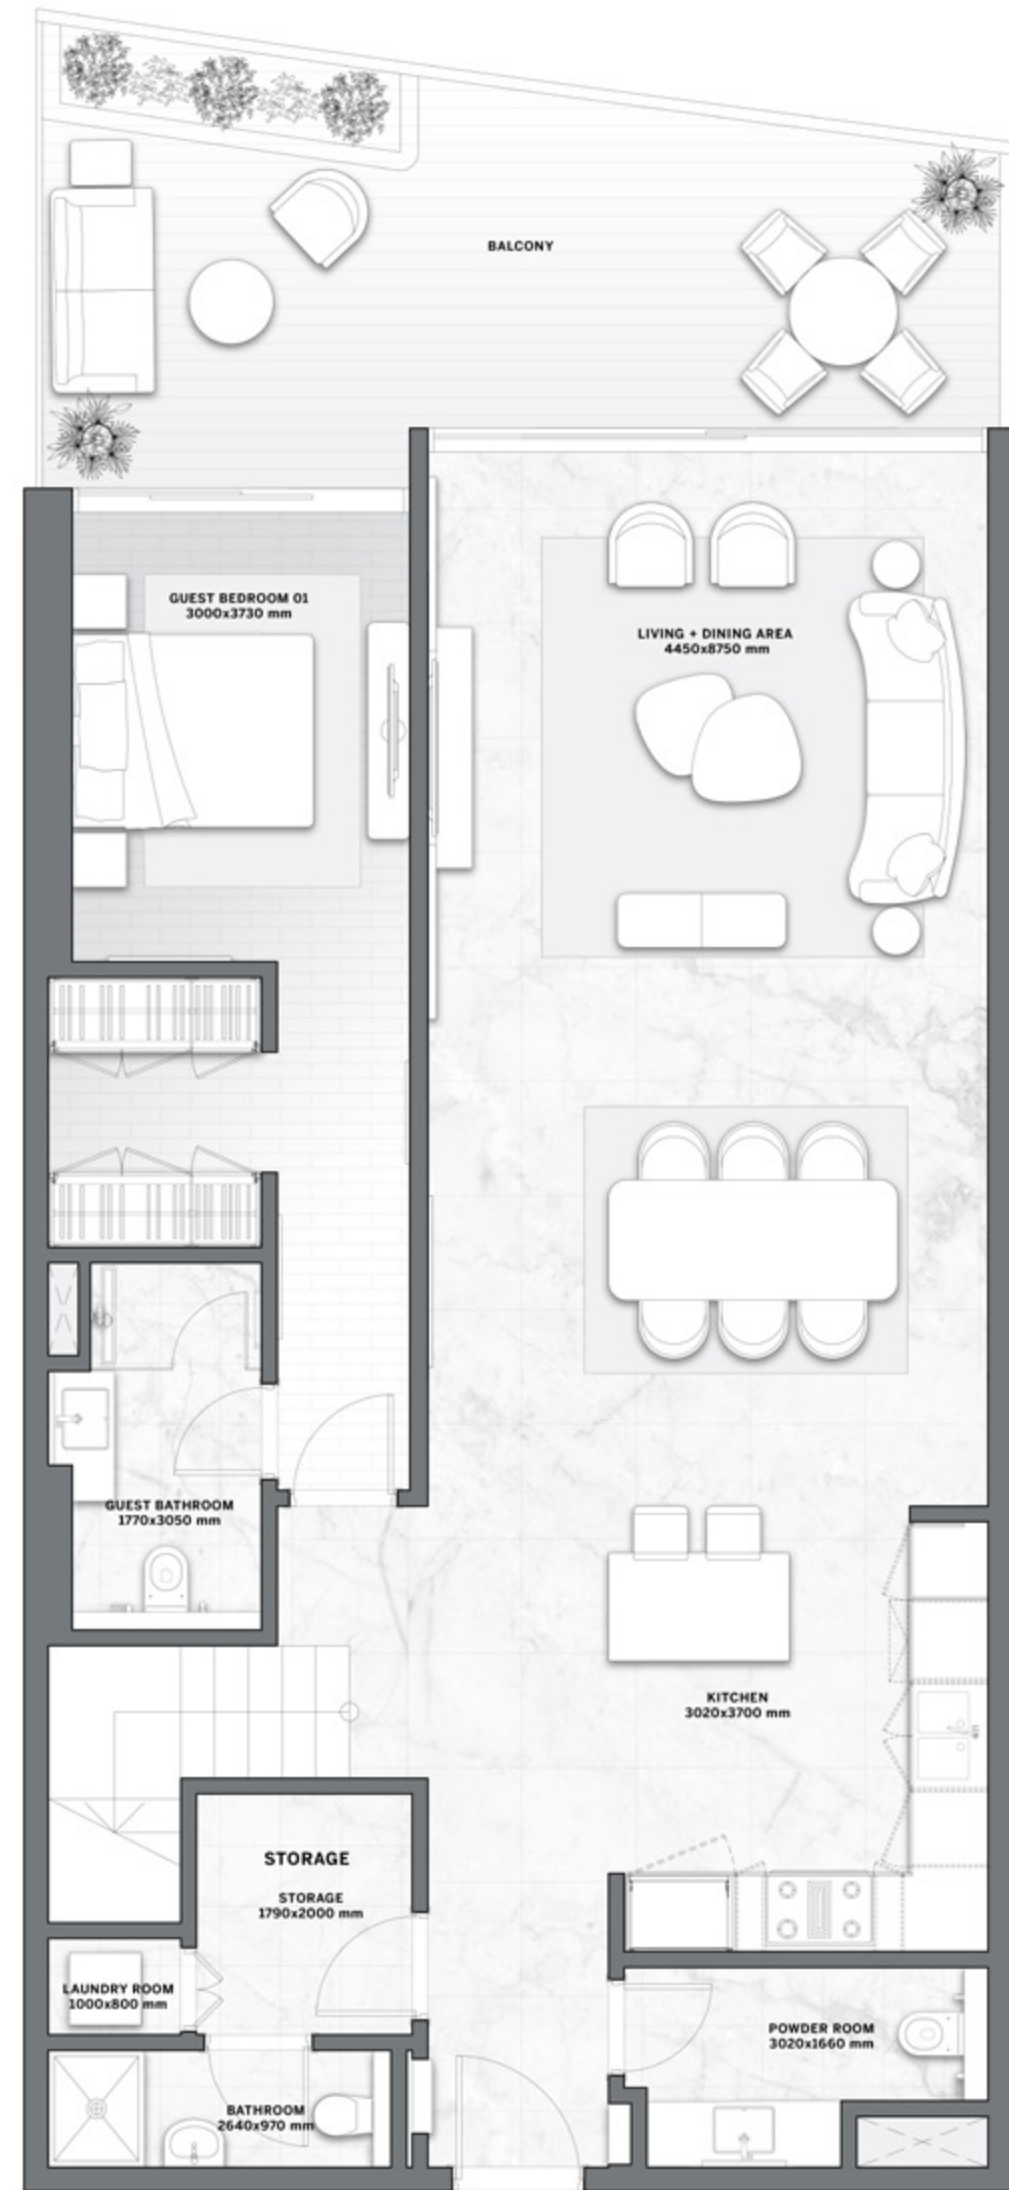 BALCONY
GUEST BEDROOM 01
3000x3730 mm
LIVING + DINING AREA
4450x8750 mm
GUEST BATHROOM
1770x3050 mm
KITCHEN
3020x3700 mm
STORAGE
STORAGE
1790x2000 mm
LAUNDRY ROOM
1000x800 mm
POWDER ROOM
3020x1660 mm
BATHROOM
2640x970 mm